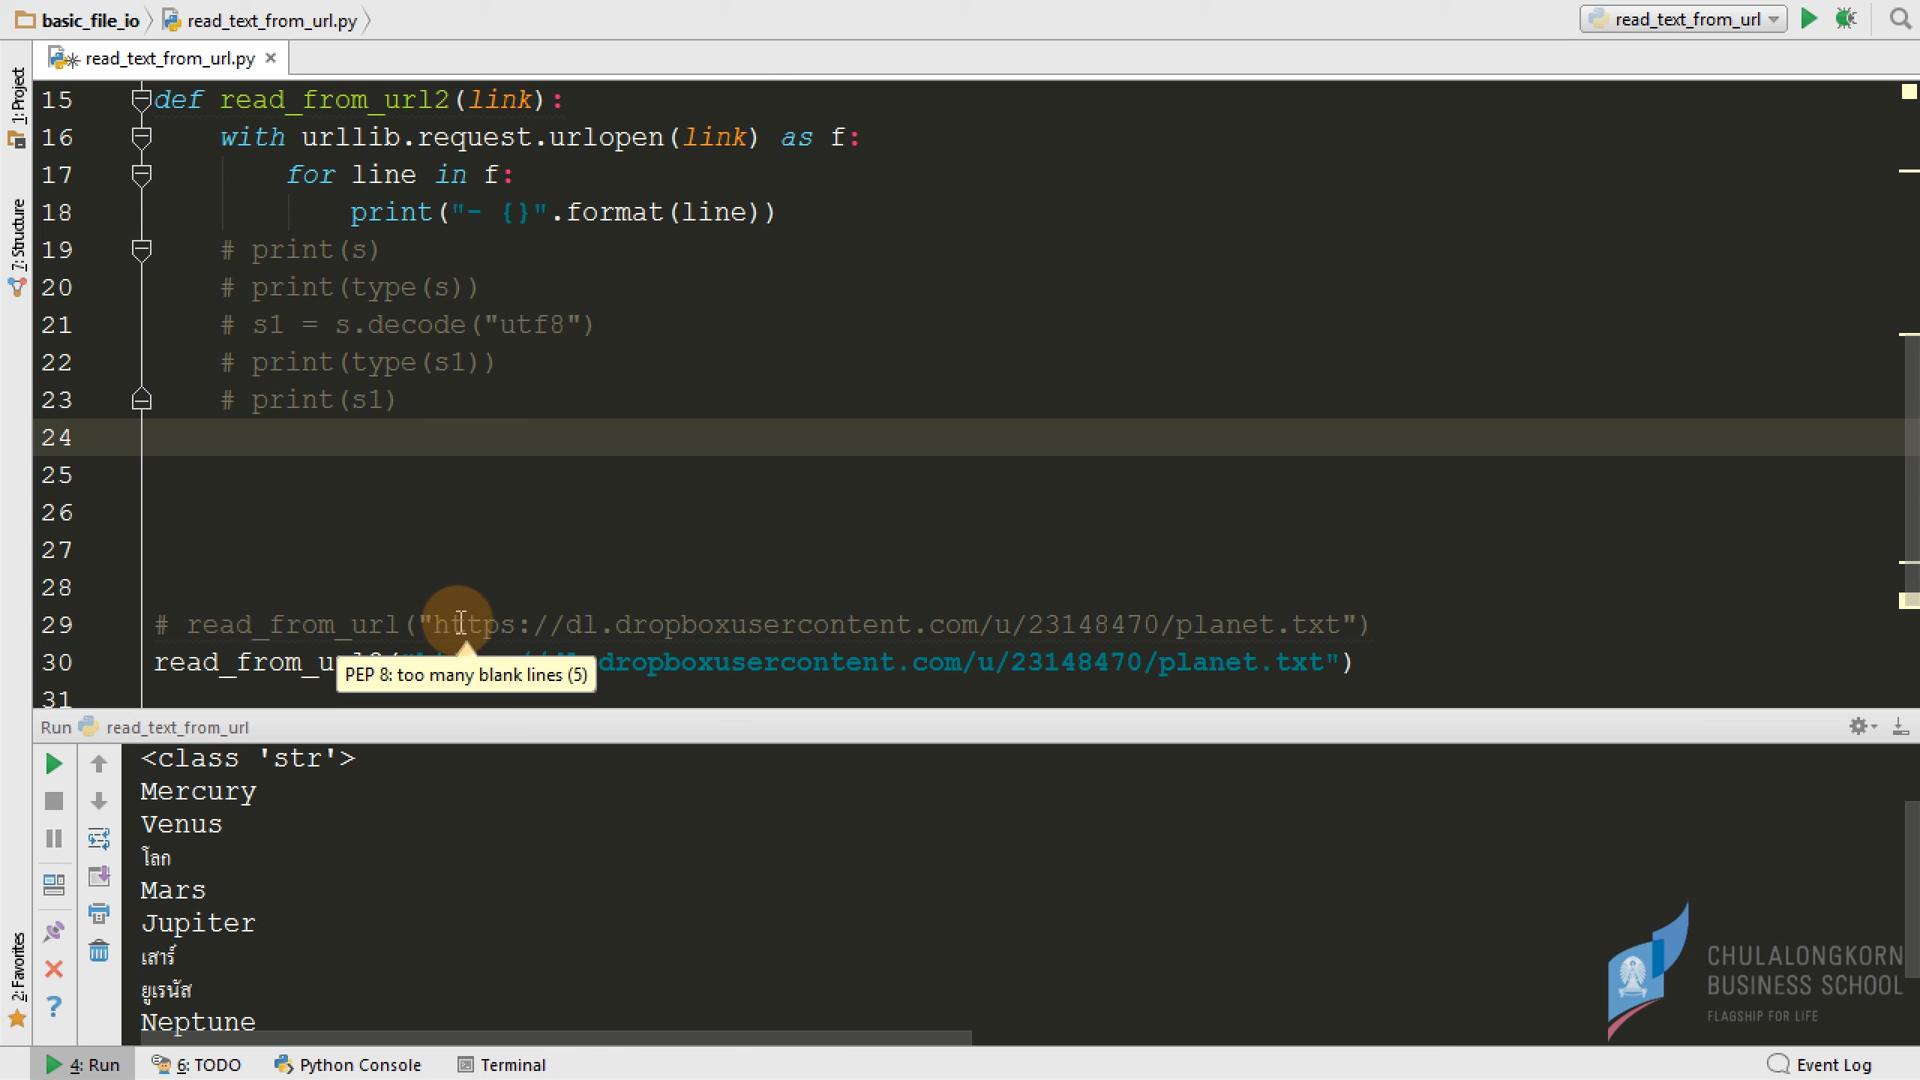 basic_file_io read_text_from_url.py read_text_from_url
read_text_from_url.py
1: Project
7: Structure
2: Favorites
15 def read_from_url2(link):
16 with urllib.request.urlopen(link) as f:
17 for line in f:
18 print("- {}".format(line))
19 # print(s)
20 # print(type(s))
21 # s1 = s.decode("utf8")
22 # print(type(s1))
23 # print(s1)
24
25
26
27
28
29 # read_from_url("https://dl.dropboxusercontent.com/u/23148470/planet.txt")
30 read_from_u dropboxusercontent.com/u/23148470/planet.txt")
PEP 8: too many blank lines (5)
31
Run read_text_from_url
<class 'str'>
Mercury
Venus
โลก
Mars
Jupiter
เสาร์
ยูเรนัส
Neptune
CHULALONGKORN
BUSINESS SCHOOL
FLAGSHIP FOR LIFE
4: Run 6: TODO Python Console Terminal Event Log